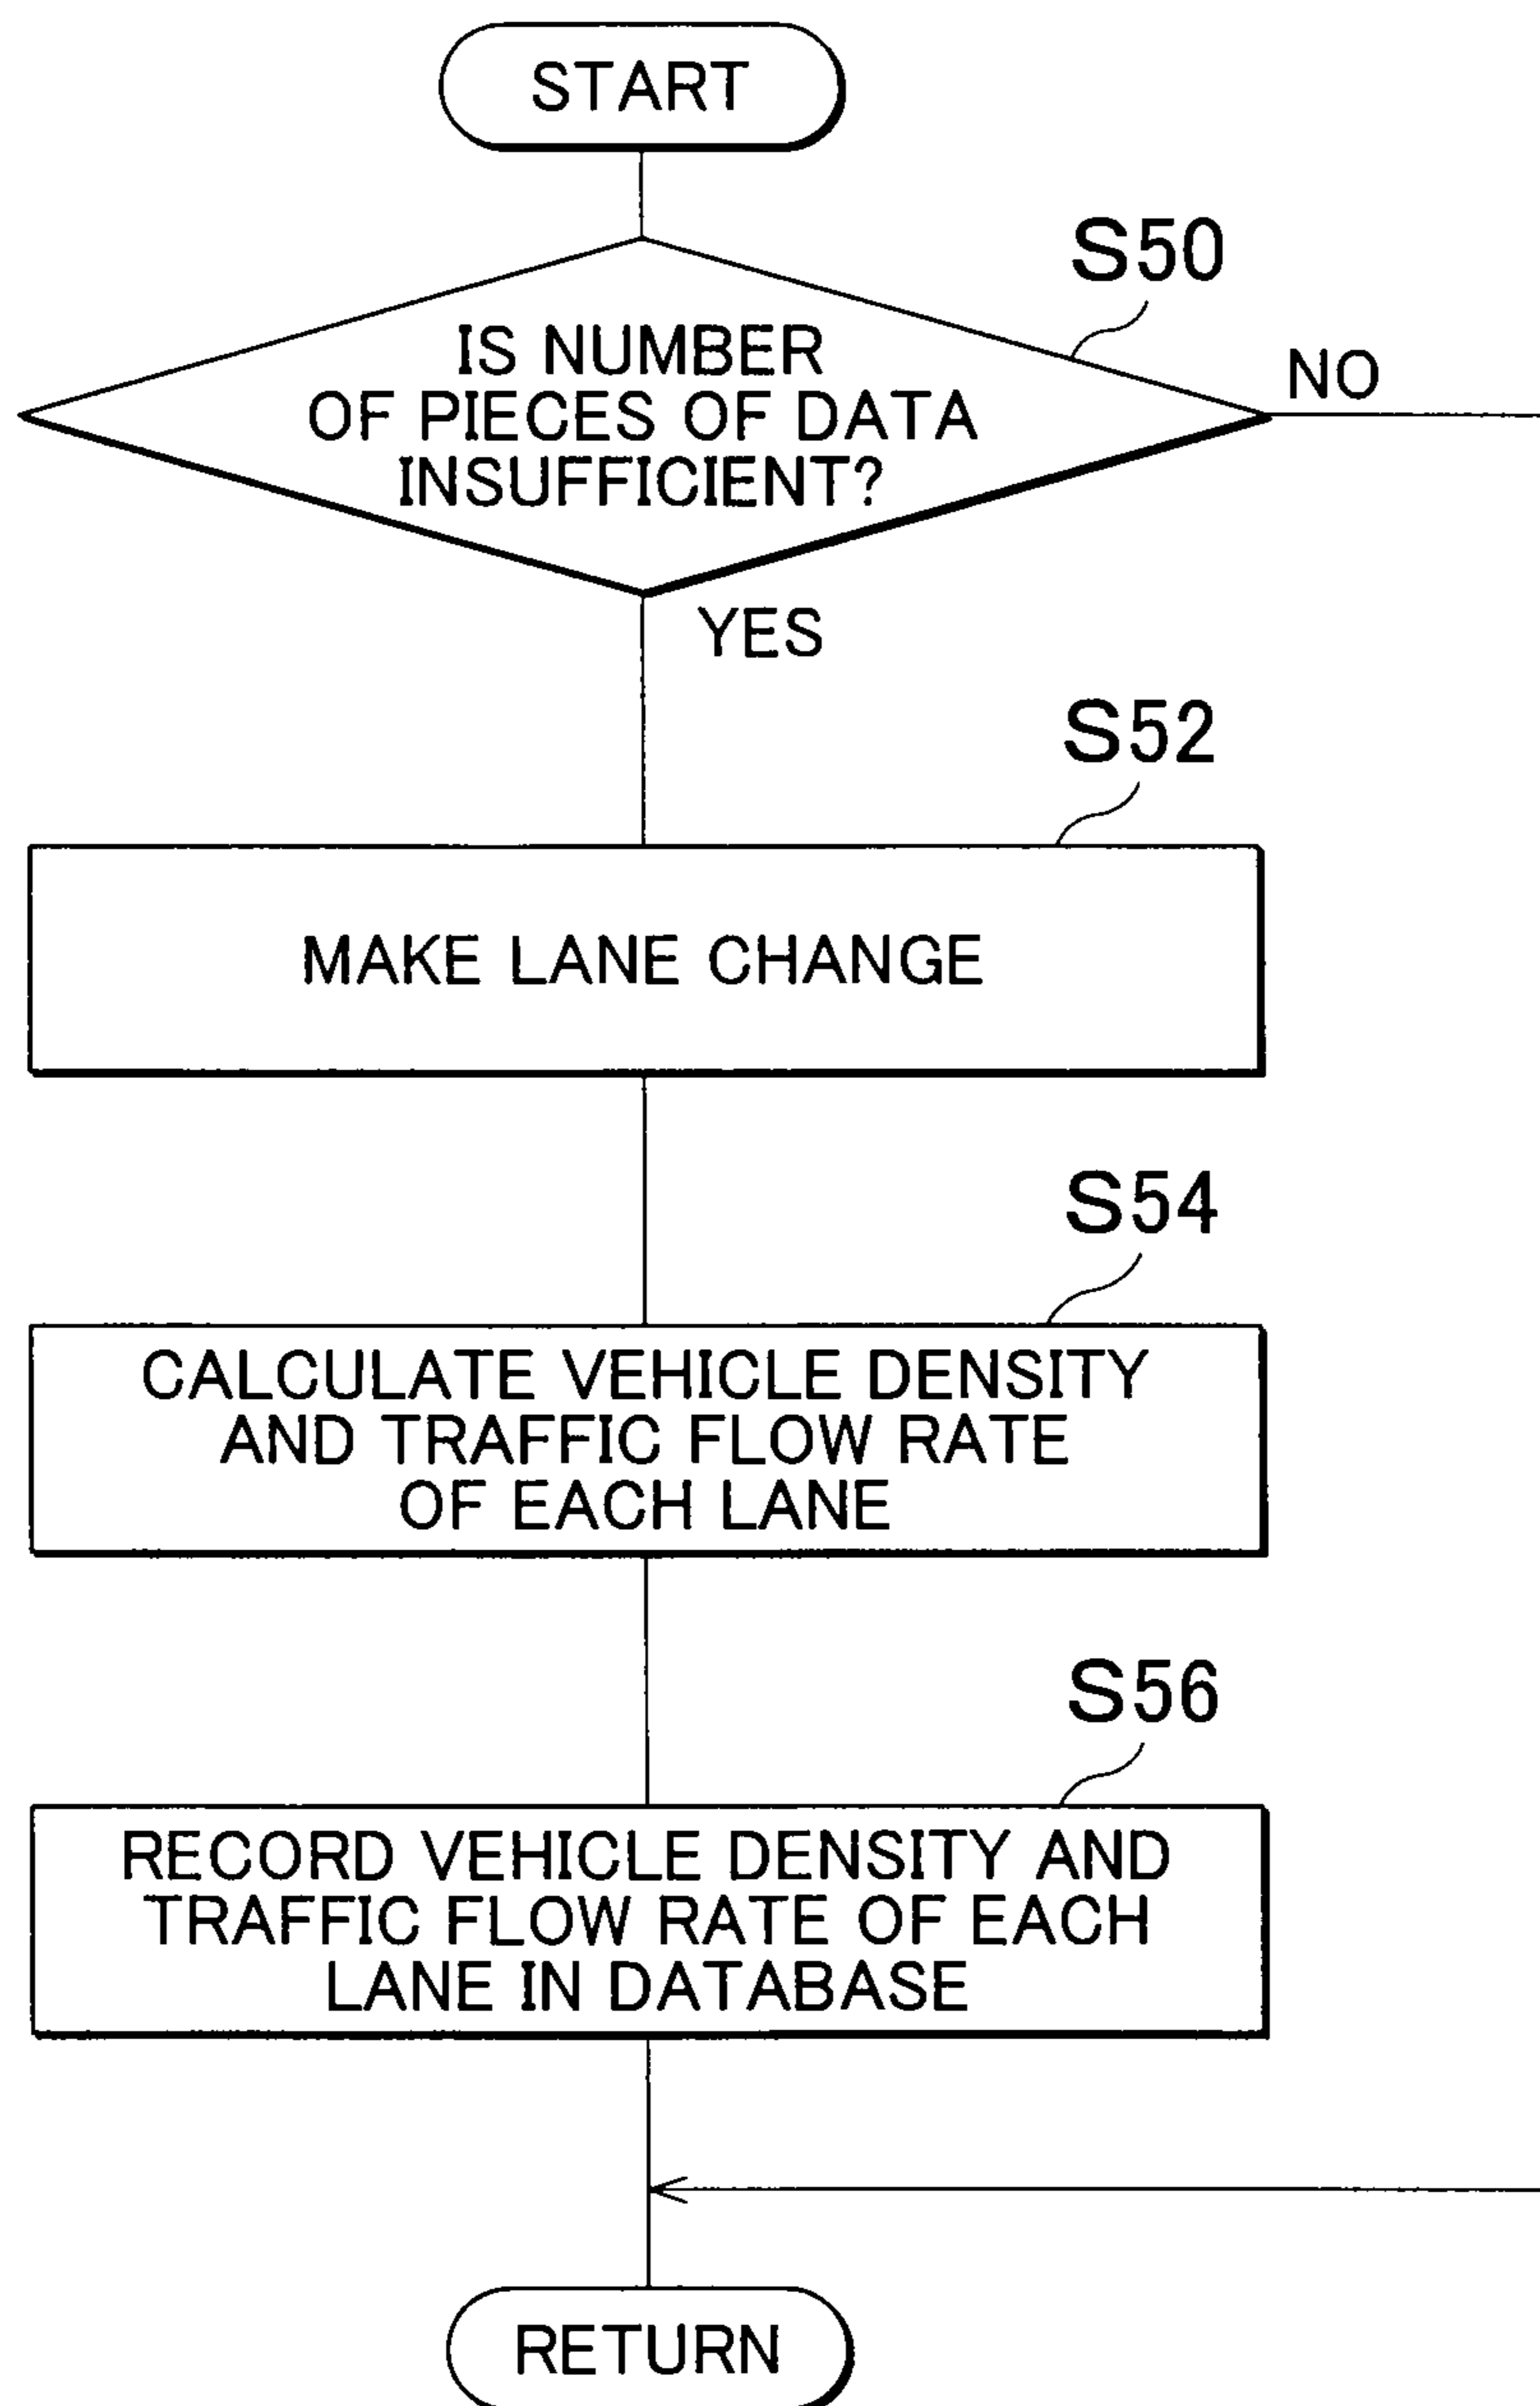 START
S50
IS NUMBER
OF PIECES OF DATA
INSUFFICIENT?
NO
YES
S52
MAKE LANE CHANGE
S54
CALCULATE VEHICLE DENSITY
AND TRAFFIC FLOW RATE
OF EACH LANE
S56
RECORD VEHICLE DENSITY AND
TRAFFIC FLOW RATE OF EACH
LANE IN DATABASE
RETURN